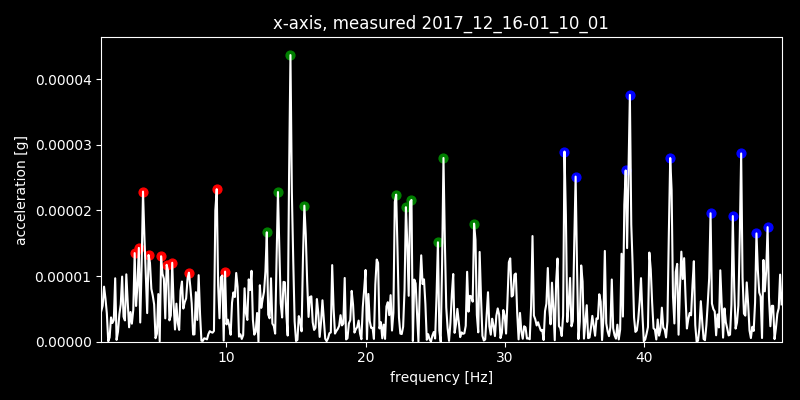 x-axis, measured 2017_12_16-01_10_01
0.00004
0.00003
0.00002
0.00001
0.00000
acceleration [g]
10 20 30 40
frequency [Hz]